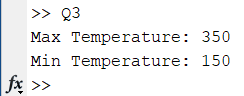 >> Q3
Max Temperature: 350
Min Temperature: 150
fx >>